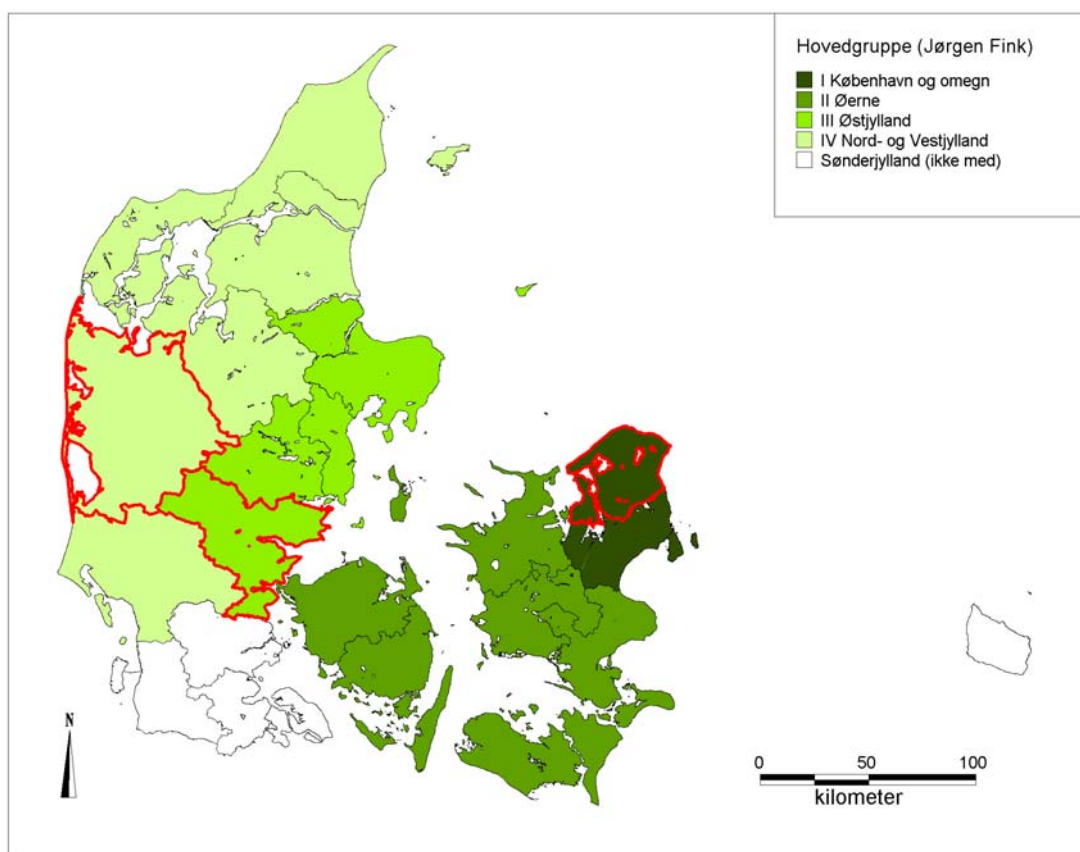 Hovedgruppe (Jørgen Fink)
I København og omegn
II Øerne
III Østjylland
IV Nord- og Vestjylland
Sønderjylland (ikke med)
N
0 50 100
kilometer